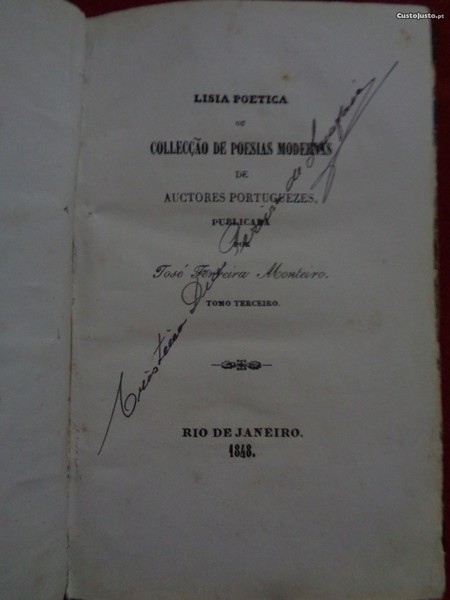 CustoJusto.pt
LISIA POETICA
OU
COLLECÇÃO DE POESIAS MODERNAS
DE
AUCTORES PORTUGUEZES,
PUBLICADA
POR
José Ferreira Monteiro.
TOMO TERCEIRO.
RIO DE JANEIRO.
1848.